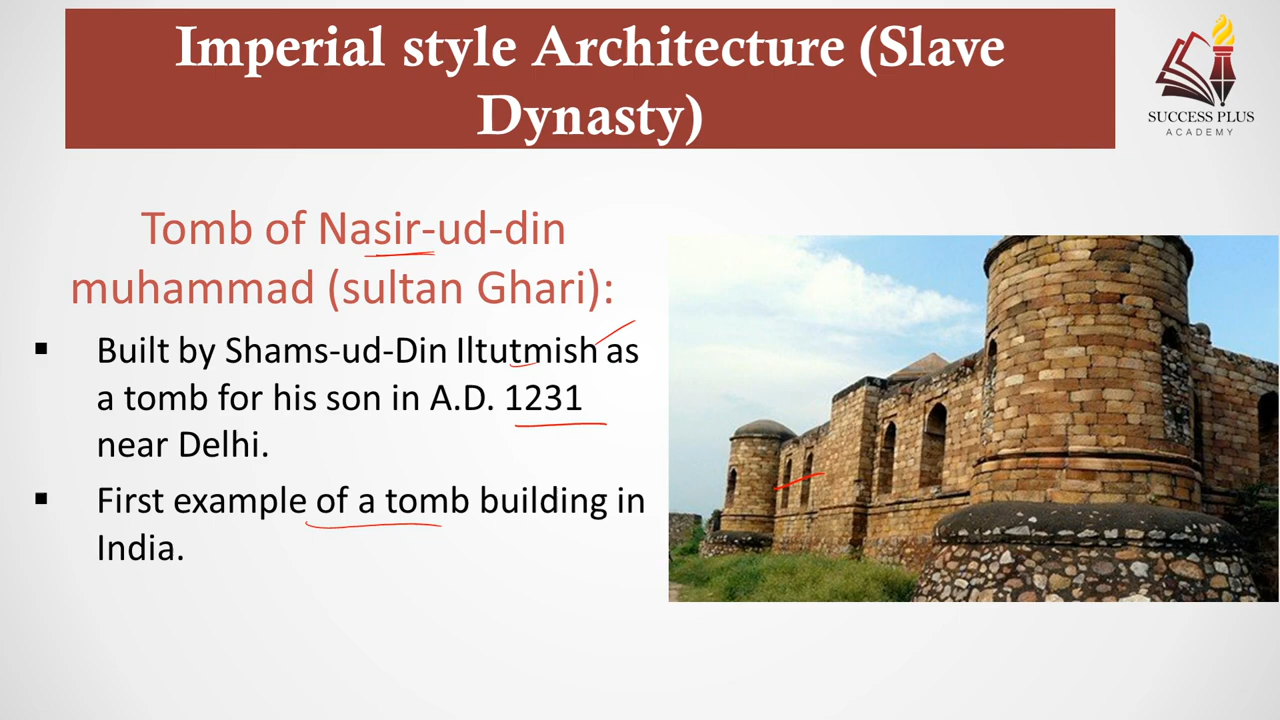 Imperial style Architecture (Slave
Dynasty)
SUCCESS PLUS
ACADEMY
Tomb of Nasir-ud-din
muhammad (sultan Ghari):
▪ Built by Shams-ud-Din Iltutmish as
a tomb for his son in A.D. 1231
near Delhi.
▪ First example of a tomb building in
India.